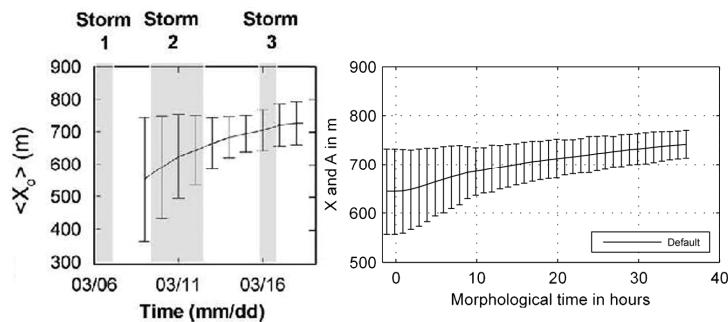 Storm 1
Storm 2
Storm 3
900
800
700
600
500
400
300
<X₀> (m)
03/06
03/11
03/16
Time (mm/dd)
900
800
700
600
500
X and A in m
Default
0
10
20
30
40
Morphological time in hours